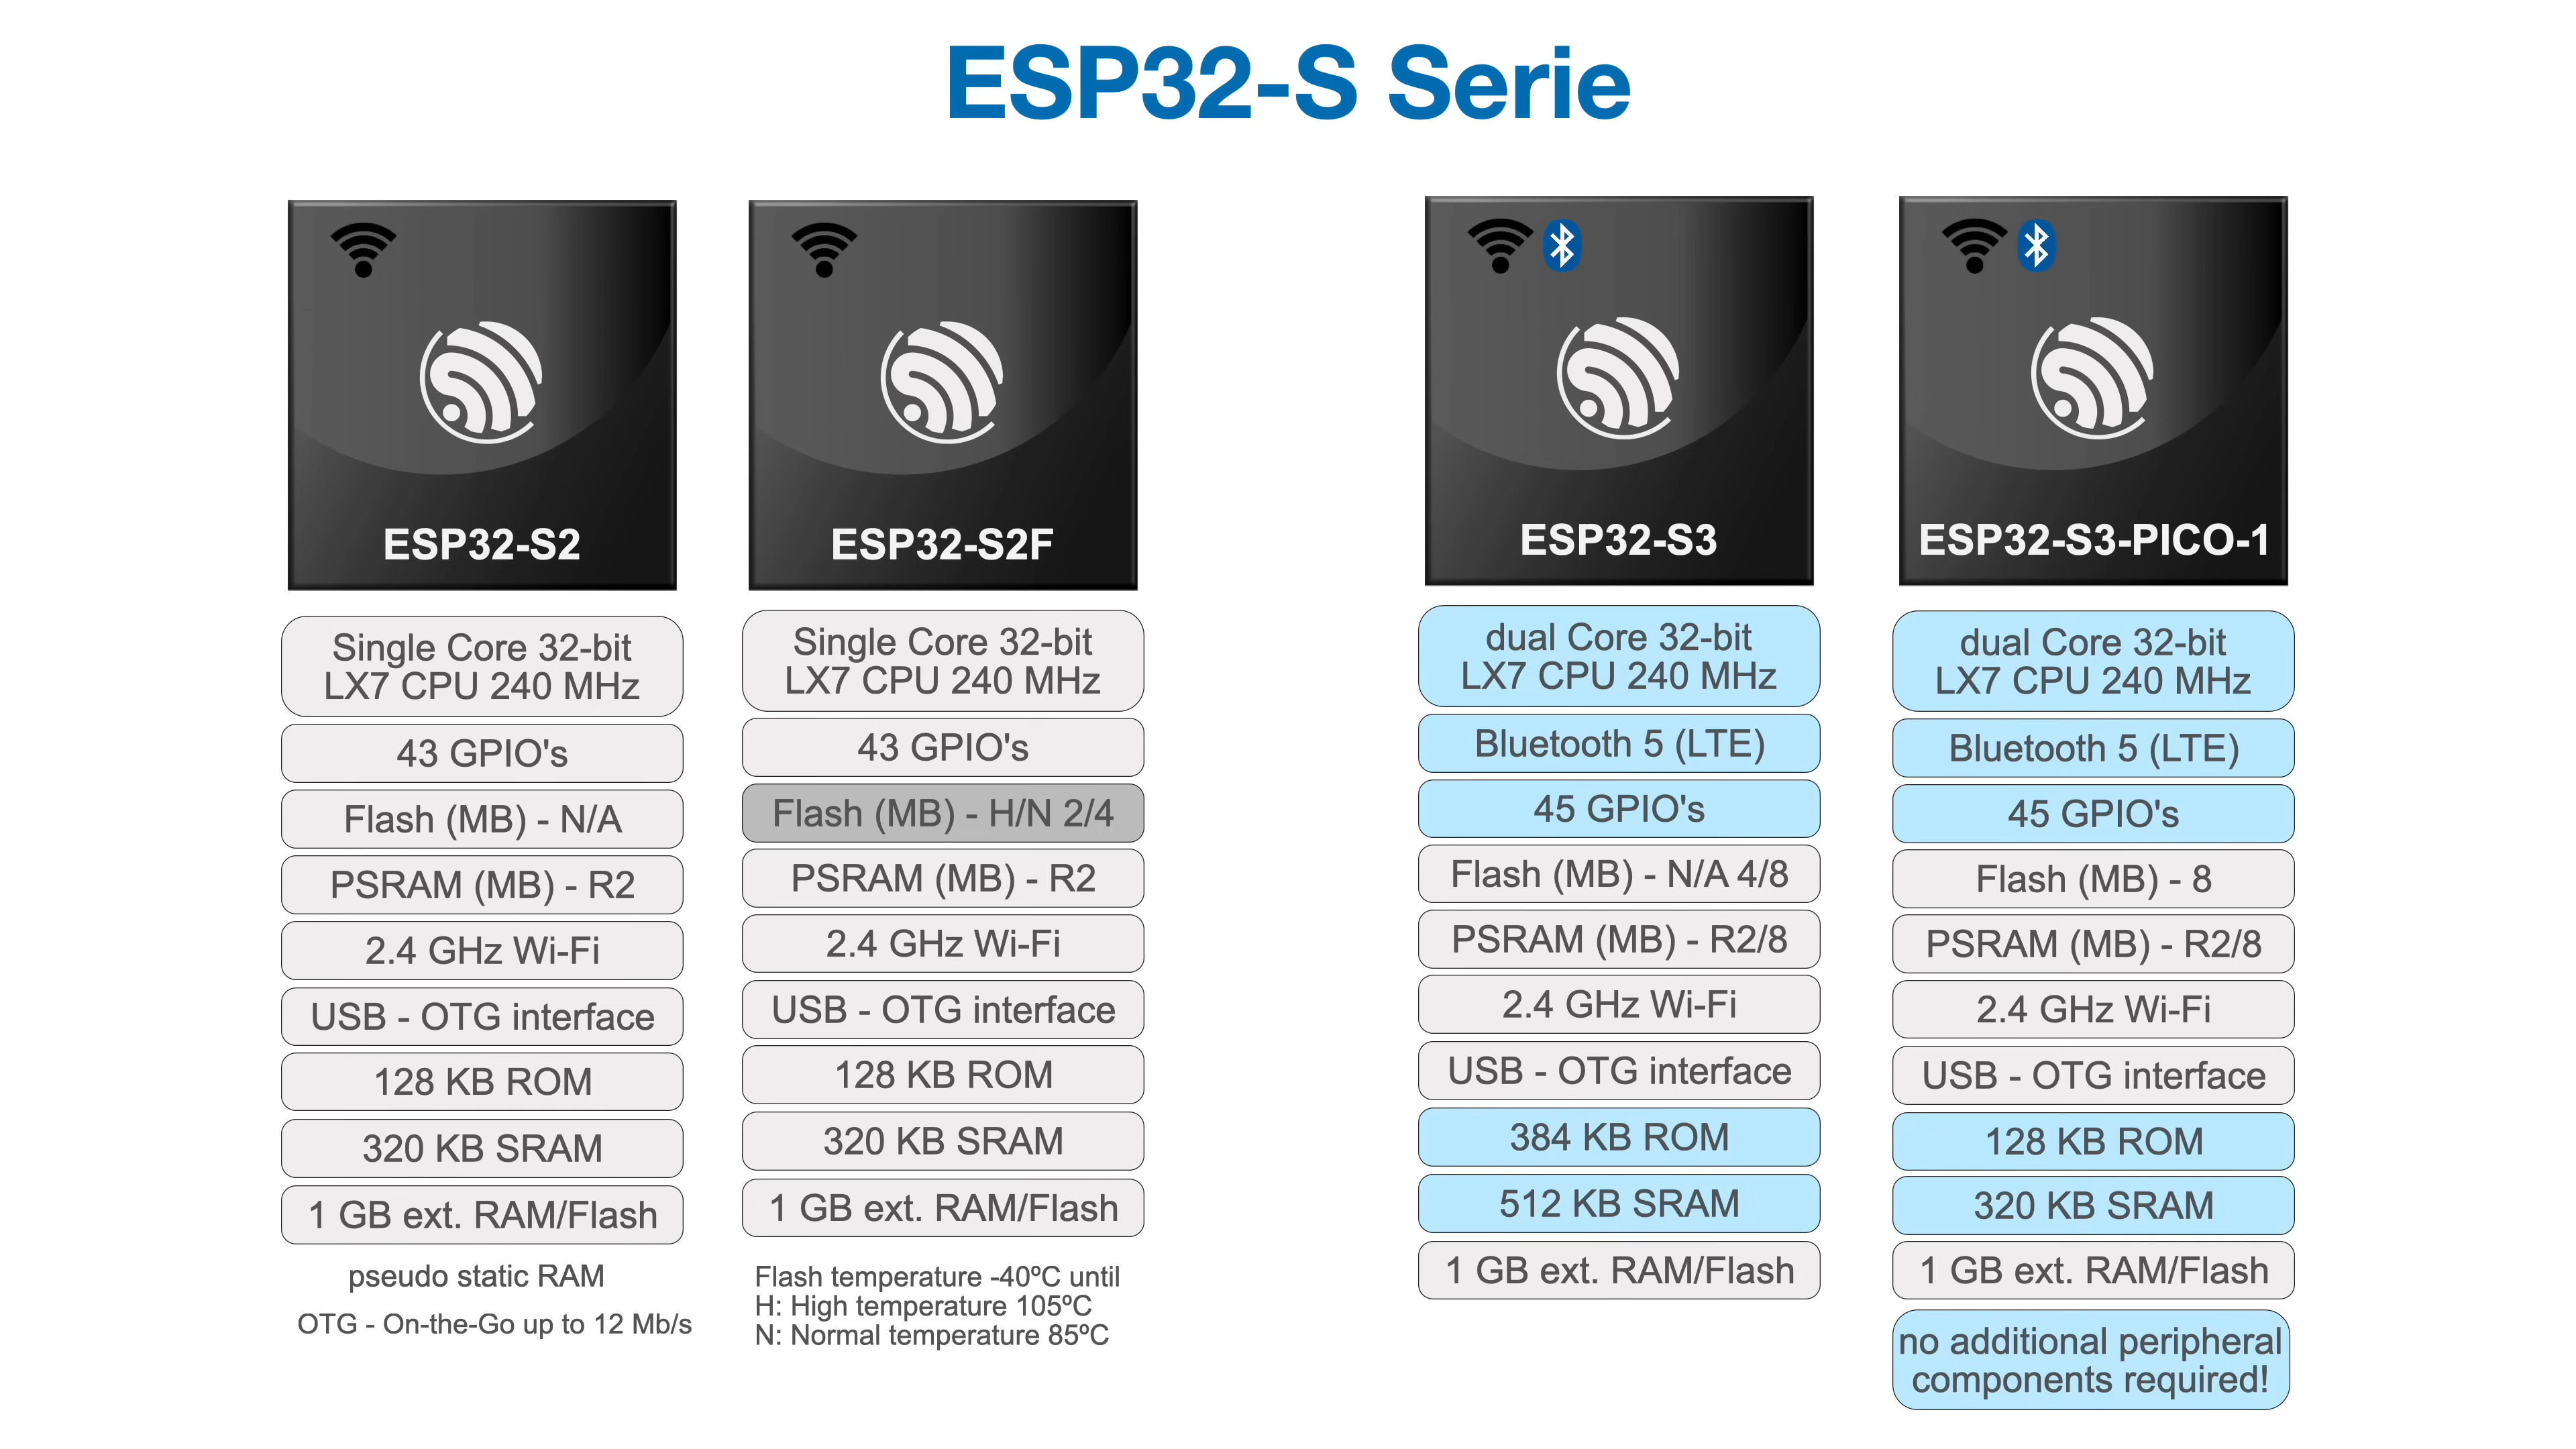 ESP32-S Serie
ESP32-S2
Single Core 32-bit
LX7 CPU 240 MHz
43 GPIO's
Flash (MB) - N/A
PSRAM (MB) - R2
2.4 GHz Wi-Fi
USB - OTG interface
128 KB ROM
320 KB SRAM
1 GB ext. RAM/Flash
pseudo static RAM
OTG - On-the-Go up to 12 Mb/s
ESP32-S2F
Single Core 32-bit
LX7 CPU 240 MHz
43 GPIO's
Flash (MB) - H/N 2/4
PSRAM (MB) - R2
2.4 GHz Wi-Fi
USB - OTG interface
128 KB ROM
320 KB SRAM
1 GB ext. RAM/Flash
Flash temperature -40ºC until
H: High temperature 105ºC
N: Normal temperature 85ºC
ESP32-S3
dual Core 32-bit
LX7 CPU 240 MHz
Bluetooth 5 (LTE)
45 GPIO's
Flash (MB) - N/A 4/8
PSRAM (MB) - R2/8
2.4 GHz Wi-Fi
USB - OTG interface
384 KB ROM
512 KB SRAM
1 GB ext. RAM/Flash
ESP32-S3-PICO-1
dual Core 32-bit
LX7 CPU 240 MHz
Bluetooth 5 (LTE)
45 GPIO's
Flash (MB) - 8
PSRAM (MB) - R2/8
2.4 GHz Wi-Fi
USB - OTG interface
128 KB ROM
320 KB SRAM
1 GB ext. RAM/Flash
no additional peripheral
components required!